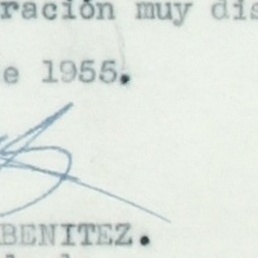 ración muy dis
e 1955.
BENITEZ.